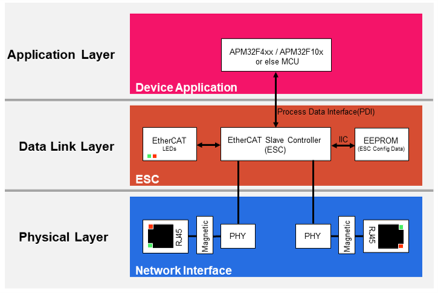 Application Layer
APM32F4xx / APM32F10x
or else MCU
Device Application
Process Data Interface(PDI)
Data Link Layer
EtherCAT
LEDs
EtherCAT Slave Controller
(ESC)
IIC
EEPROM
(ESC Config Data)
ESC
Physical Layer
RJ45
Magnetic
PHY
PHY
Magnetic
RJ45
Network Interface